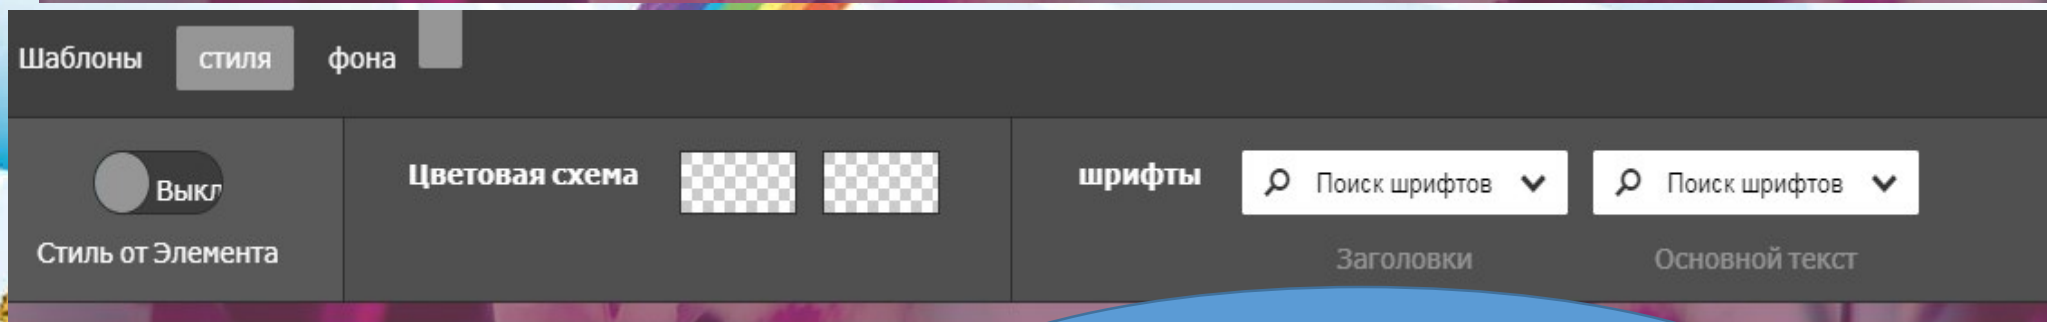 Шаблоны стиля фона
Выкл
Стиль от Элемента
Цветовая схема
шрифты
Поиск шрифтов
Поиск шрифтов
Заголовки
Основной текст